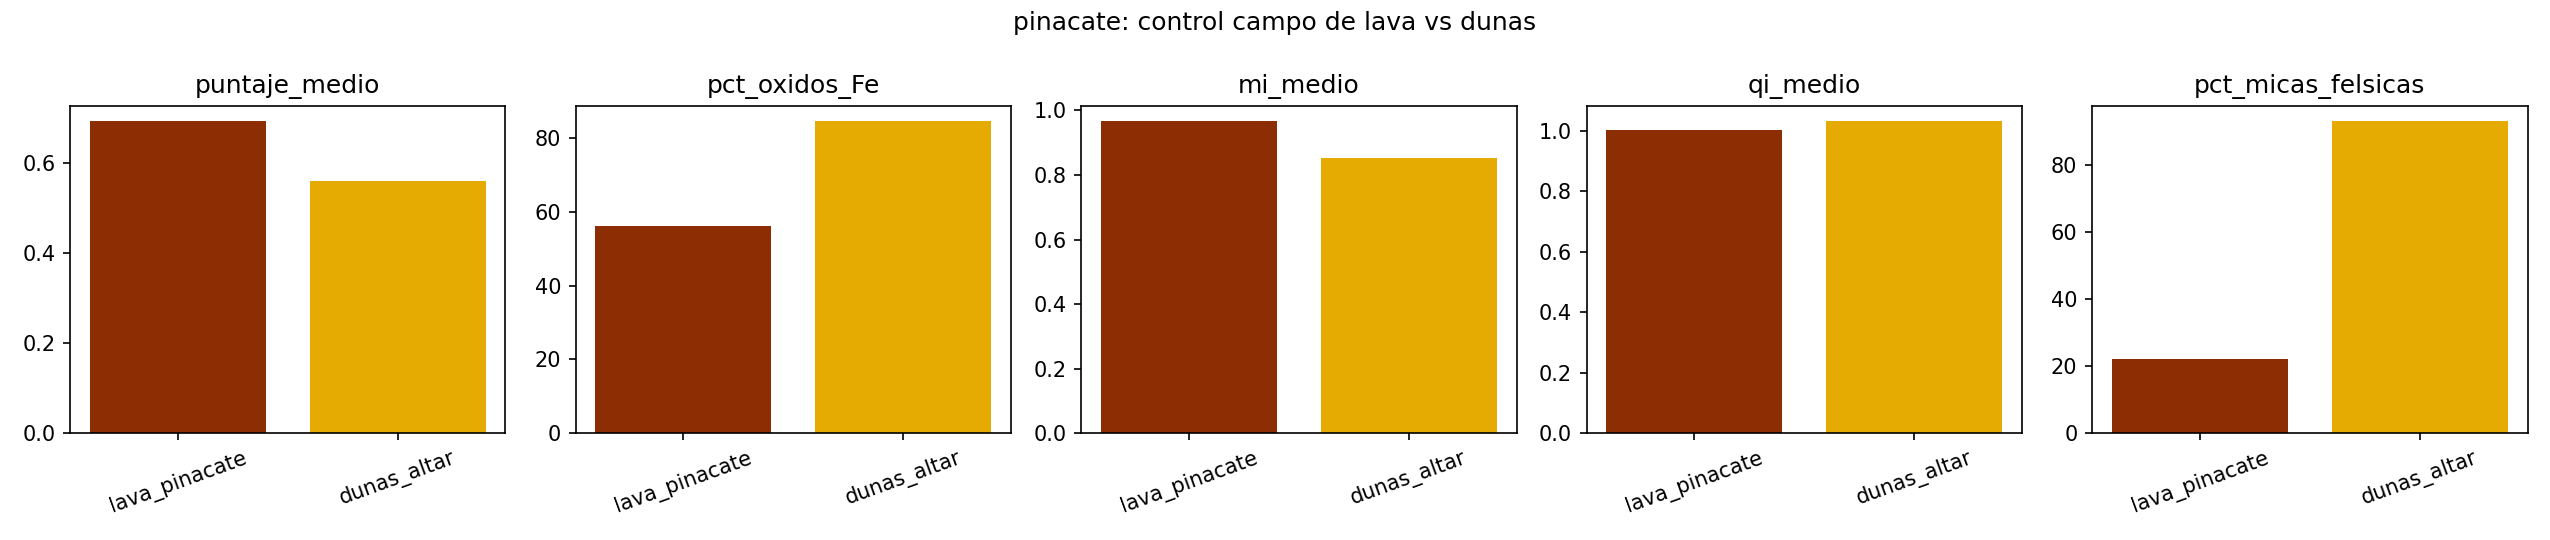 pinacate: control campo de lava vs dunas
puntaje_medio
0.6
0.4
0.2
0.0
lava_pinacate
dunas_altar
pct_oxidos_Fe
80
60
40
20
0
lava_pinacate
dunas_altar
mi_medio
1.0
0.8
0.6
0.4
0.2
0.0
lava_pinacate
dunas_altar
qi_medio
1.0
0.8
0.6
0.4
0.2
0.0
lava_pinacate
dunas_altar
pct_micas_felsicas
80
60
40
20
0
lava_pinacate
dunas_altar